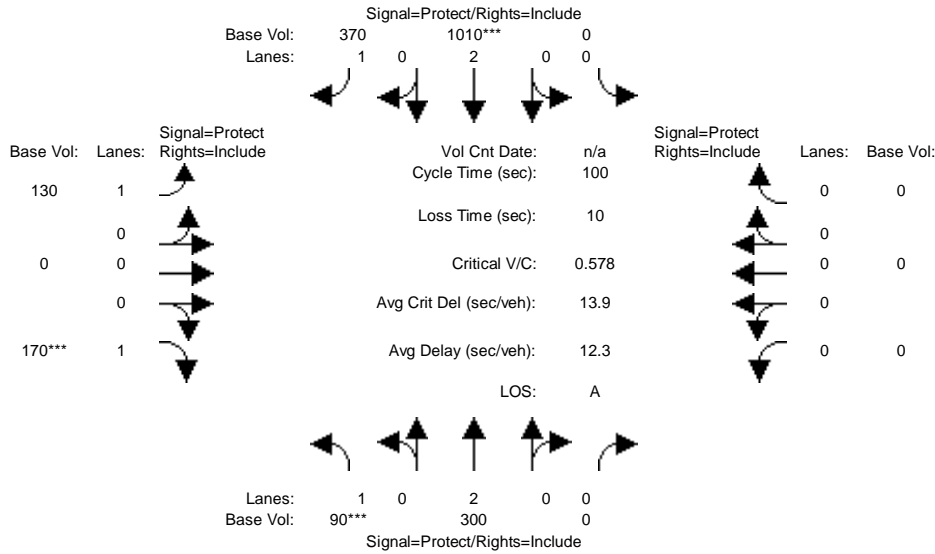 Signal=Protect/Rights=Include
Base Vol: 370 1010*** 0
Lanes: 1 0 2 0 0
Signal=Protect Signal=Protect
Base Vol: Lanes: Rights=Include Vol Cnt Date: n/a Rights=Include Lanes: Base Vol:
Cycle Time (sec): 100
130 1 0 0
Loss Time (sec): 10
0 0
0 0 Critical V/C: 0.578 0 0
0 Avg Crit Del (sec/veh): 13.9 0
170*** 1 Avg Delay (sec/veh): 12.3 0 0
LOS: A
Lanes: 1 0 2 0 0
Base Vol: 90*** 300 0
Signal=Protect/Rights=Include